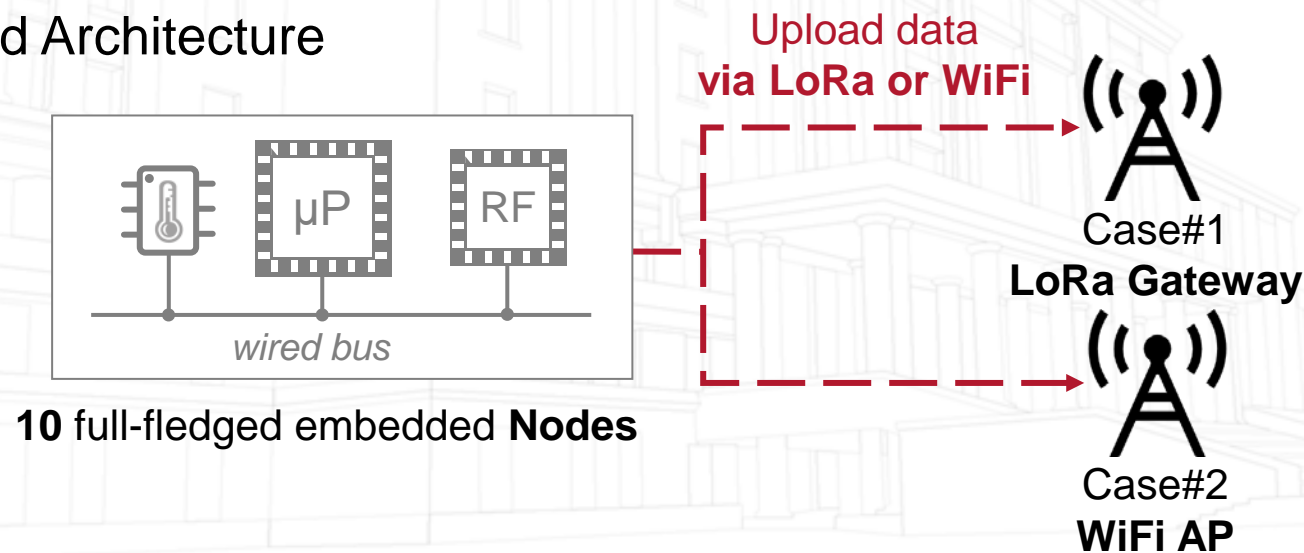 d Architecture
Upload data
via LoRa or WiFi
µP
RF
wired bus
10 full-fledged embedded Nodes
Case#1
LoRa Gateway
Case#2
WiFi AP